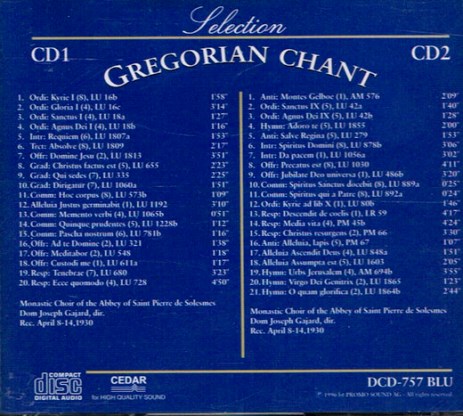 Selection
CD1
CD2
GREGORIAN CHANT
1. Ordi: Kyrie I (8), LU 16b 1'58"
2. Ordi: Gloria I (4), LU 16c 3'14"
3. Ordi: Sanctus I (4), LU 18a 1'27"
4. Ordi: Agnus Dei I (4), LU 18b 1'16"
5. Intr: Requiem (6), LU 1807a 1'53"
6. Trct: Absolve (8), LU 1809 2'17"
7. Offr: Domine Jesu (2), LU 1813 3'51"
8. Grad: Christus factus est (5), LU 655 2'23"
9. Grad: Qui sedes (7), LU 335 2'25"
10. Grad: Dirigatur (7), LU 1060a 1'51"
11. Comm: Hoc corpus (8), LU 573b 1'09"
12. Alleluia Justus germinabit (1), LU 1192 3'10"
13. Comm: Memento verbi (4), LU 1065b 0'51"
14. Comm: Quinque prudentes (5), LU 1228b 1'12"
15. Comm: Pascha nostrum (6), LU 781b 1'16"
16. Offr: Ad te Domine (2), LU 321 1'38"
17. Offr: Meditabor (2), LU 548 1'18"
18. Offr: Custodi me (1), LU 611a 1'17"
19. Resp: Tenebrae (7), LU 680 3'23"
20. Resp: Ecce quomodo (4), LU 728 4'50"
Monastic Choir of the Abbey of Saint Pierre de Solesmes
Dom Joseph Gajard, dir.
Rec. April 8-14,1930
1. Anti: Montes Gelboe (1), AM 576 2'09"
2. Ordi: Sanctus IX (5), LU 42a 1'40"
3. Ordi: Agnus Dei IX (5), LU 42b 1'28"
4. Hymn: Adoro te (5), LU 1855 2'00"
5. Anti: Salve Regina (5), LU 279 1'53"
6. Intr: Spiritus Domini (8), LU 878b 3'06"
7. Intr: Da pacem (1), LU 1056a 3'02"
8. Offr: Precatus est (8), LU 1030 4'11"
9. Offr: Jubilate Deo universa (1), LU 486b 3'20"
10. Comm: Spiritus Sanctus docebit (8), LU 889a 0'25"
11. Comm: Spiritus qui a Patre (8), LU 892a 0'24"
12. Ordi: Kyrie ad lib X (1), LU 80b 1'46"
13. Resp: Descendit de coelis (1), LR 59 4'17"
14. Resp: Media vita (4), PM 45b 4'24"
15. Resp: Christus resurgens (2), PM 66 3'30"
16. Anti: Alleluia, lapis (5), PM 67 1'07"
17. Alleluia Ascendit Deus (4), LU 848a 1'51"
18. Alleluia Assumpta est (5), LU 1603 2'05"
19. Hymn: Urbs Jerusalem (4), AM 694b 3'55"
20. Hymn: Virgo Dei Genitrix (2), LU 1865 1'23"
21. Hymn: O quam glorifica (2), LU 1864b 2'44"
Monastic Choir of the Abbey of Saint Pierre de Solesmes
Dom Joseph Gajard, dir.
Rec. April 8-14,1930
COMPACT
disc
DIGITAL AUDIO
CEDAR
for HIGH QUALITY SOUND
DCD-757 BLU
1996 by PROMO SOUND AG - All rights reserved